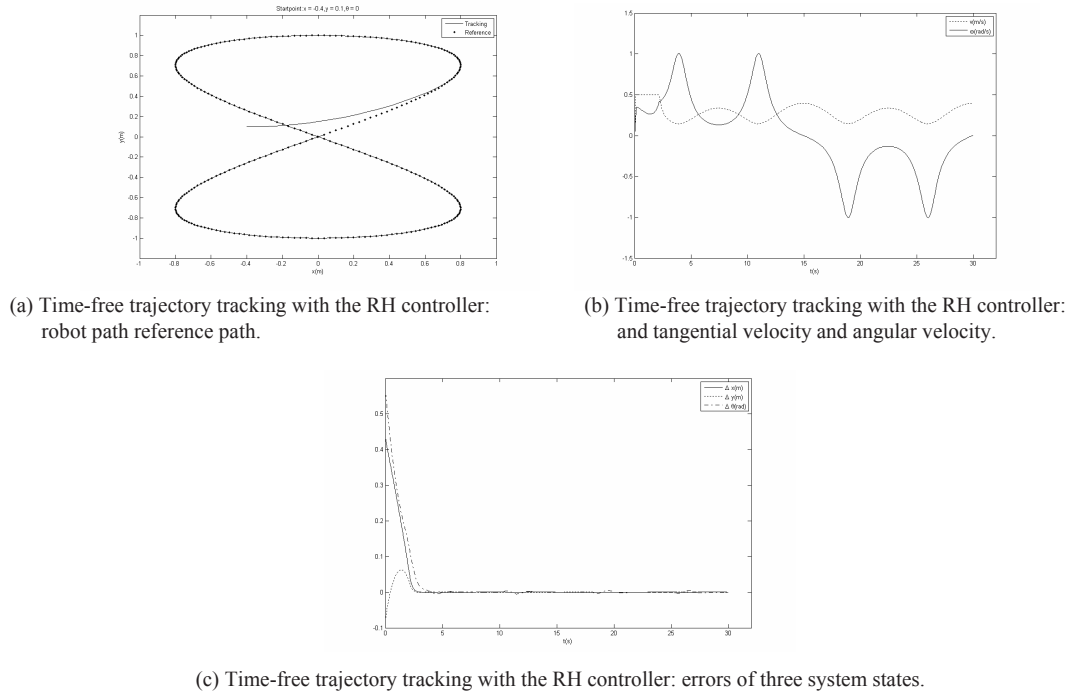 Startpoint:x = -0.4,y = 0.1,θ = 0
Tracking
Reference
1
0.8
0.6
0.4
0.2
0
-0.2
-0.4
-0.6
-0.8
-1
y(m)
-1 -0.8 -0.6 -0.4 -0.2 0 0.2 0.4 0.6 0.8 1
x(m)
(a) Time-free trajectory tracking with the RH controller:
robot path reference path.
v(m/s)
ω(rad/s)
1.5
1
0.5
0
-0.5
-1
-1.5
0 5 10 15 20 25 30
t(s)
(b) Time-free trajectory tracking with the RH controller:
and tangential velocity and angular velocity.
Δ x(m)
Δ y(m)
Δ θ(rad)
0.5
0.4
0.3
0.2
0.1
0
-0.1
0 5 10 15 20 25 30
t(s)
(c) Time-free trajectory tracking with the RH controller: errors of three system states.